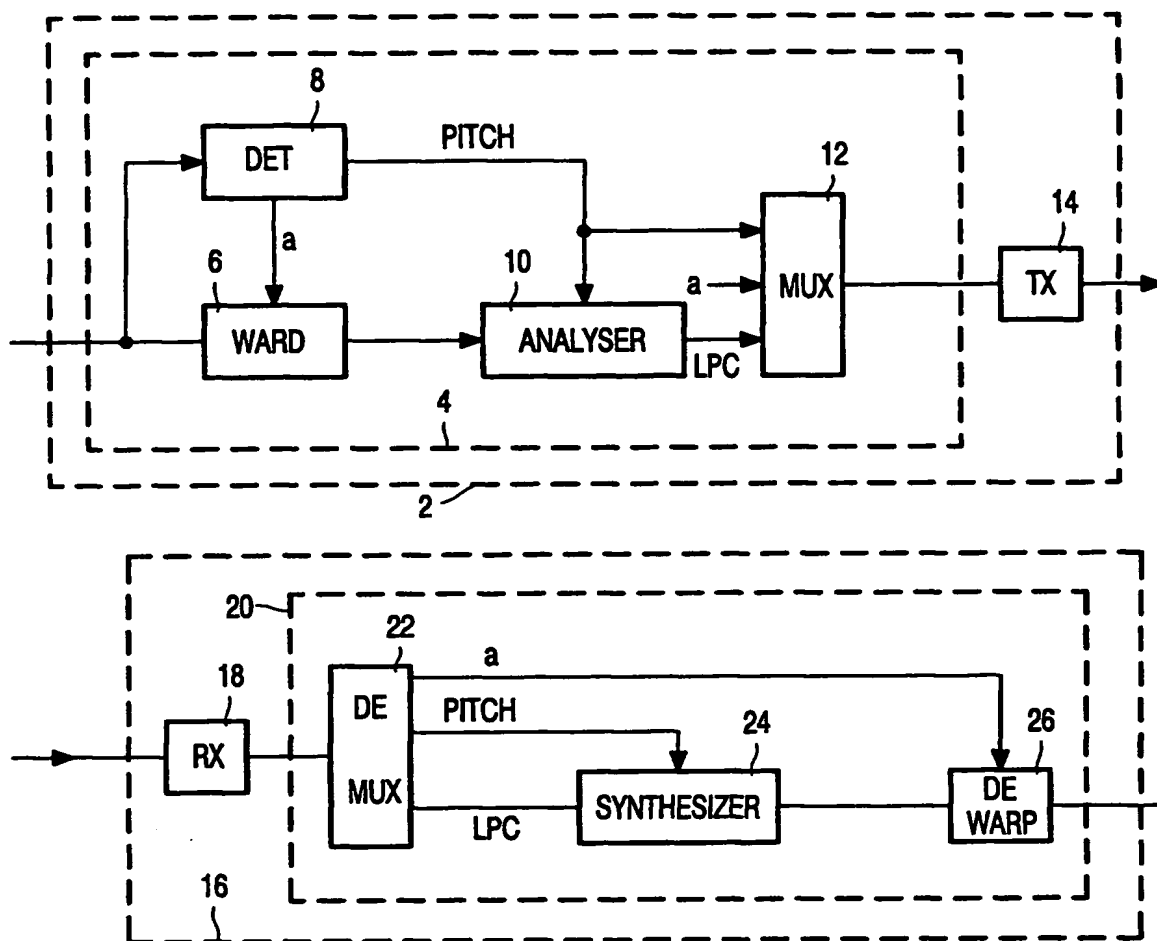 8
DET
PITCH
12
a
6
10
14
WARD
ANALYSER
a
MUX
TX
LPC
4
2
20
22
a
18
DE
PITCH
24
26
RX
MUX
SYNTHESIZER
DE
WARP
LPC
16